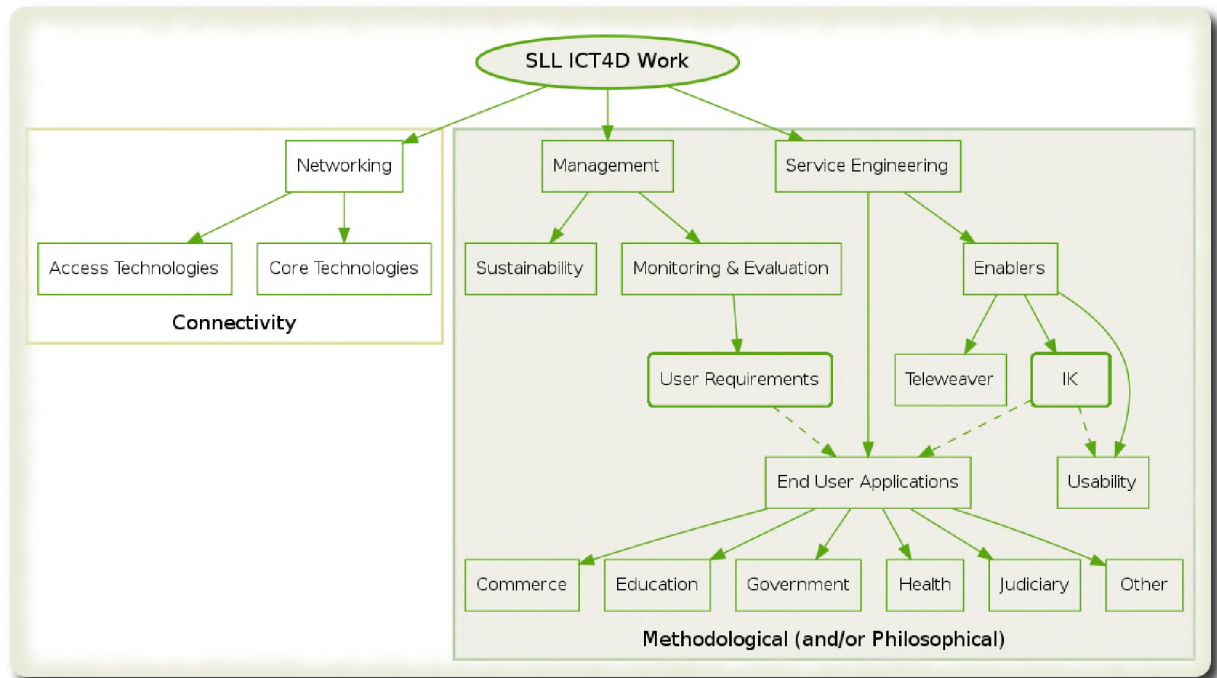 SLL ICT4D Work
Networking
Management
Service Engineering
Access Technologies
Core Technologies
Sustainability
Monitoring & Evaluation
Enablers
Connectivity
User Requirements
Teleweaver
IK
End User Applications
Usability
Commerce
Education
Government
Health
Judiciary
Other
Methodological (and/or Philosophical)